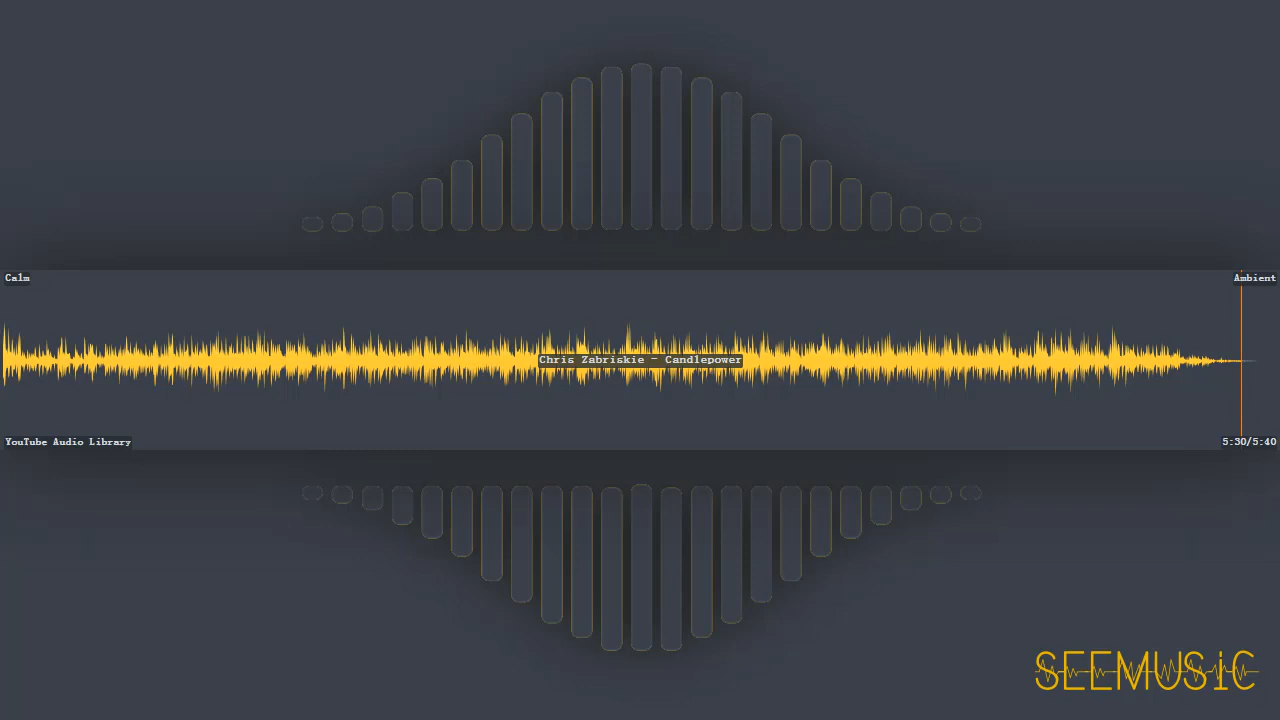 Calm
Ambient
Chris Zabriskie - Candlepower
YouTube Audio Library
5:30/5:40
SEEMUSiC